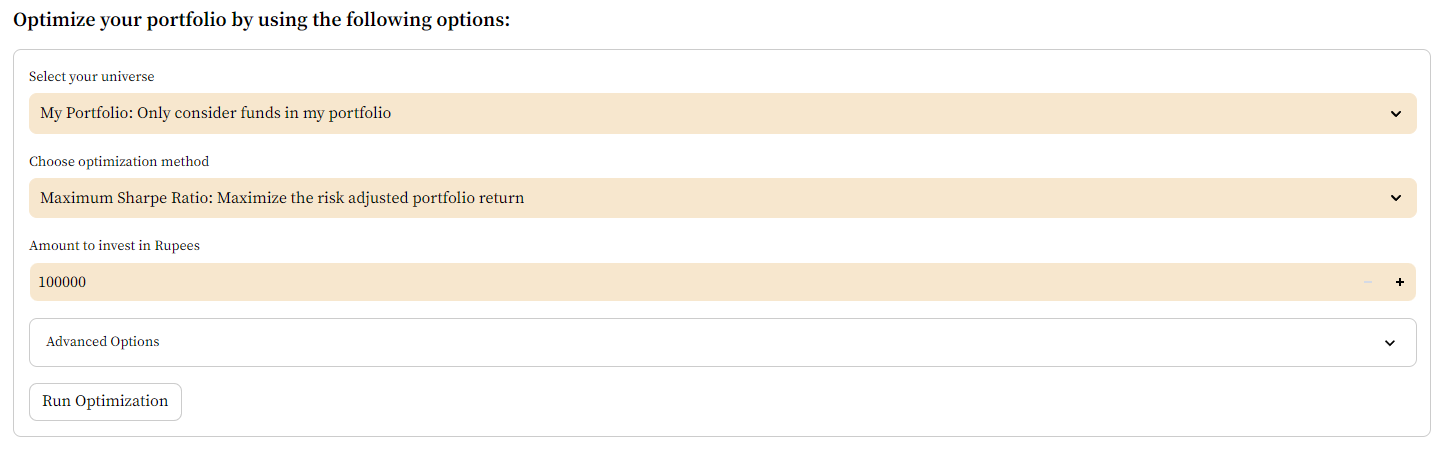 Optimize your portfolio by using the following options:
Select your universe
My Portfolio: Only consider funds in my portfolio
Choose optimization method
Maximum Sharpe Ratio: Maximize the risk adjusted portfolio return
Amount to invest in Rupees
100000
Advanced Options
Run Optimization